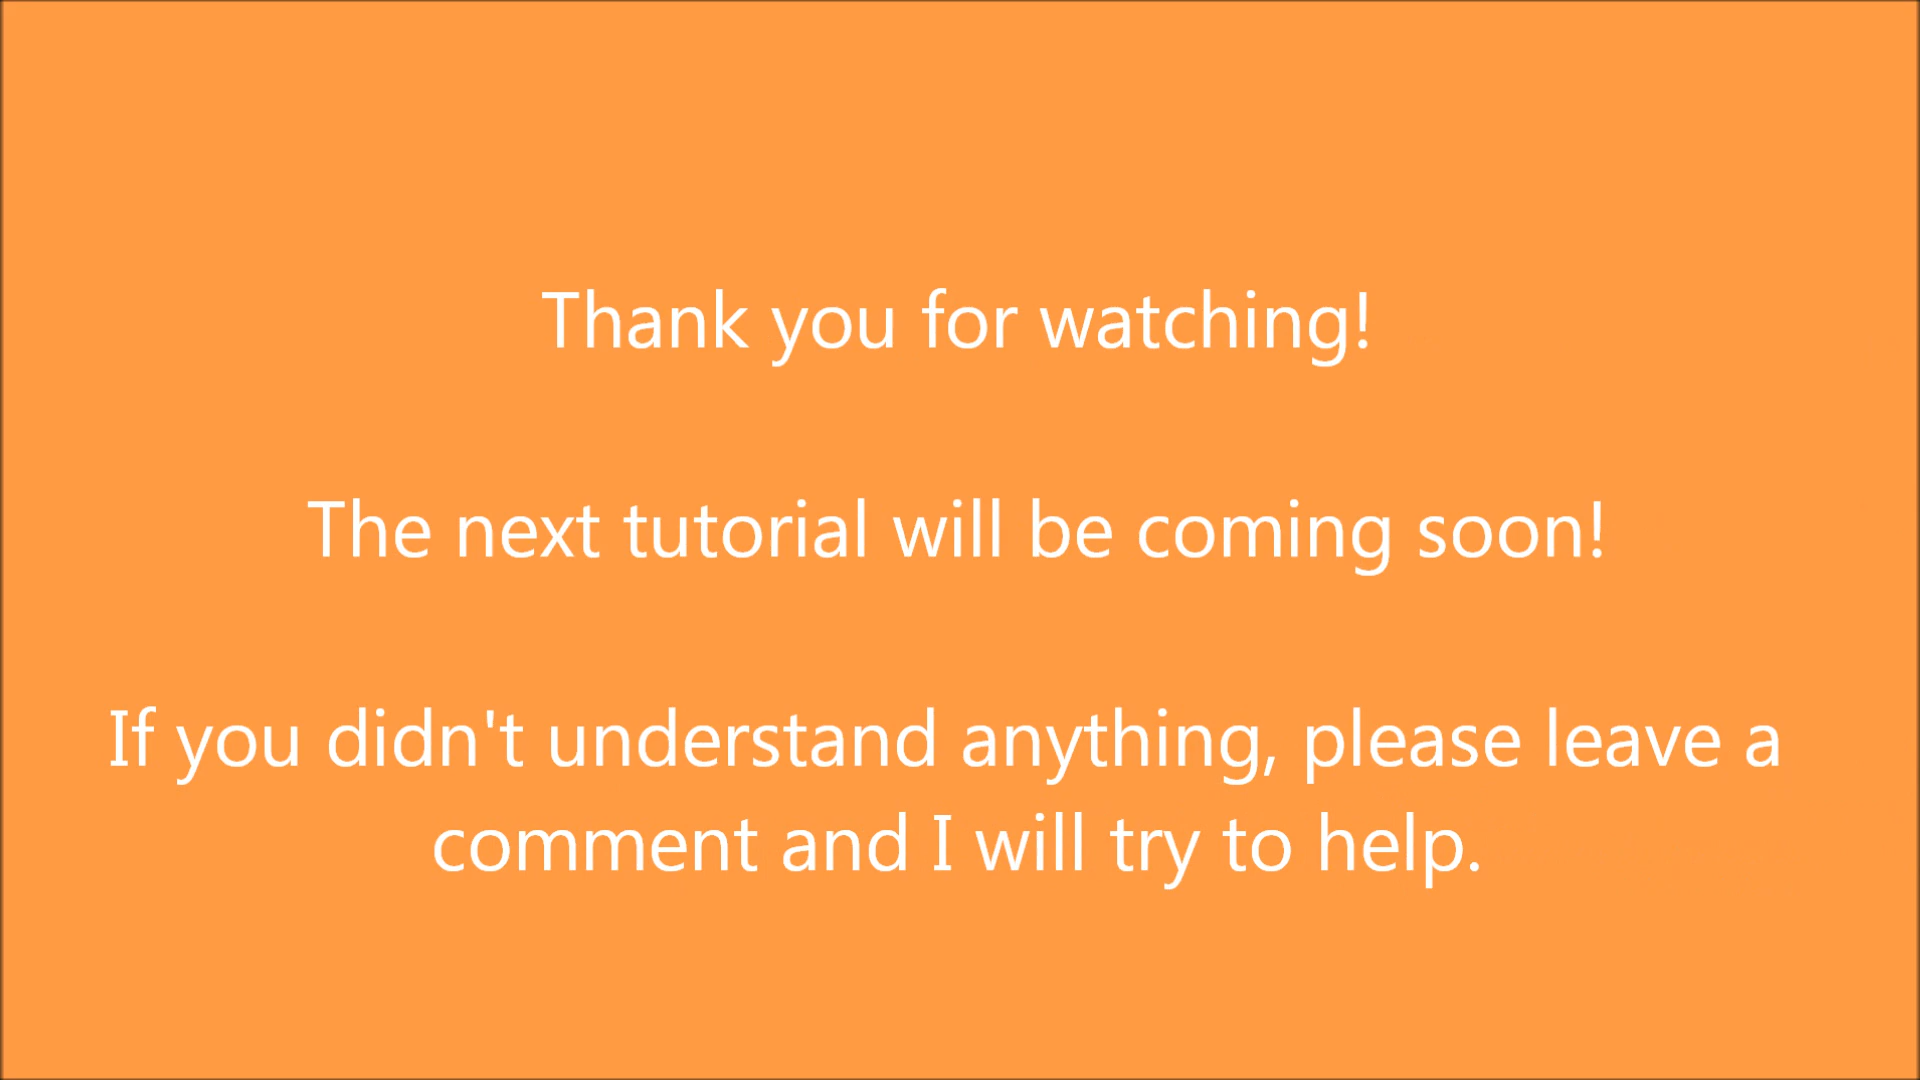 Thank you for watching!
The next tutorial will be coming soon!
If you didn't understand anything, please leave a
comment and I will try to help.